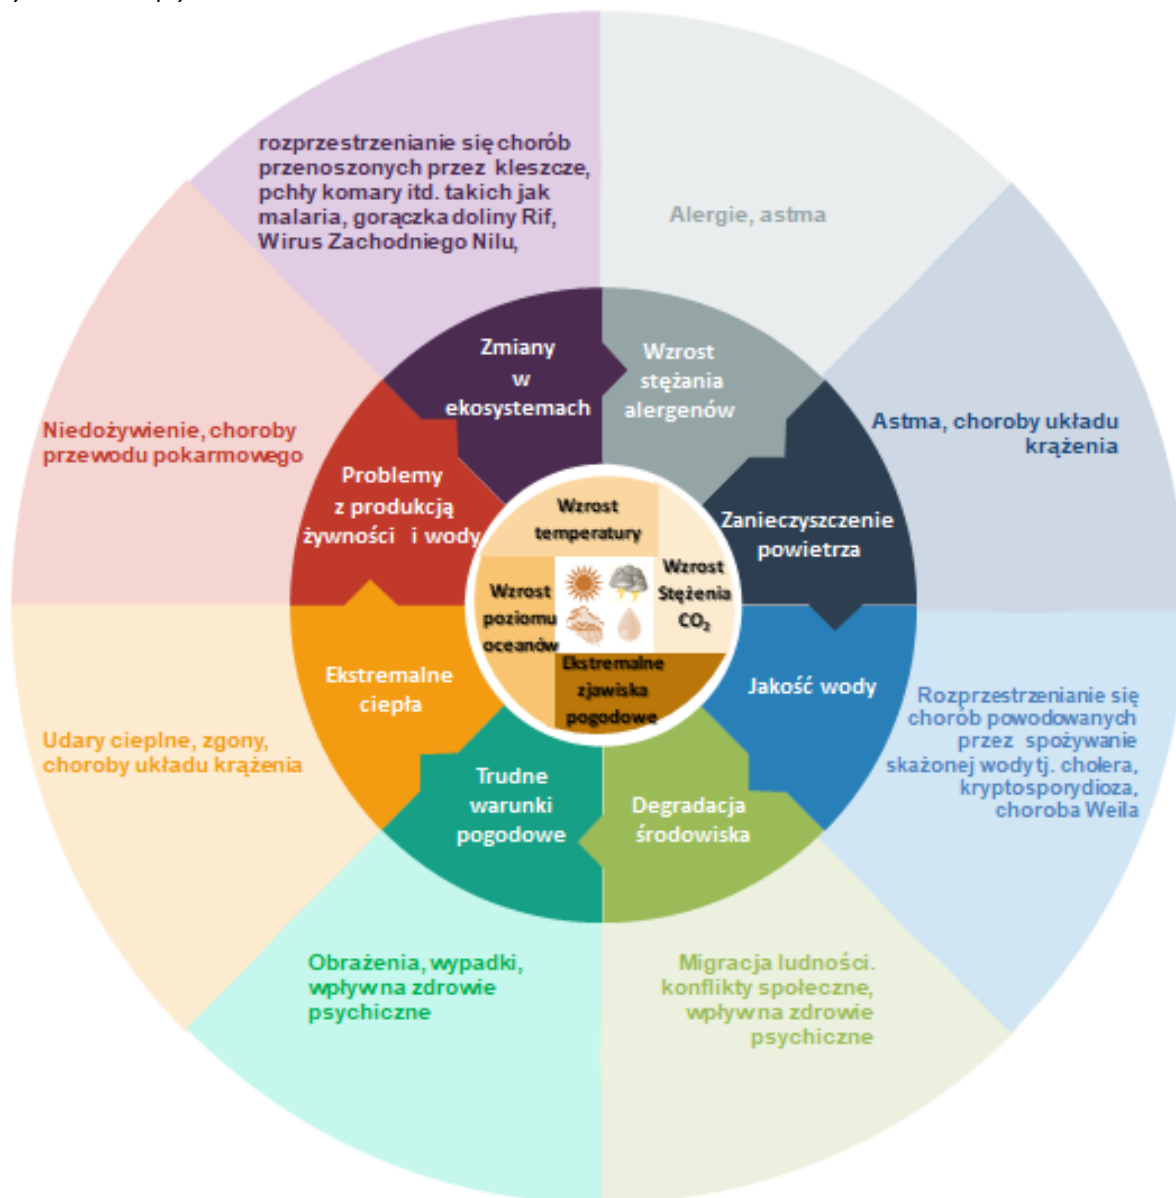 rozprzestrzenianie się chorób
przenoszonych przez kleszcze,
pchły komary itd. takich jak
malaria, gorączka doliny Rif,
Wirus Zachodniego Nilu,
Alergie, astma
Zmiany
w
ekosystemach
Wzrost
stężania
alergenów
Niedożywienie, choroby
przewodu pokarmowego
Astma, choroby układu
krążenia
Problemy
z produkcją
żywności i wody
Zanieczyszczenie
powietrza
Wzrost
temperatury
Wzrost
Stężenia
CO₂
Wzrost
poziomu
oceanów
Ekstremalne
zjawiska
pogodowe
Ekstremalne
ciepła
Jakość wody
Udary cieplne, zgony,
choroby układu krążenia
Rozprzestrzenianie się
chorób powodowanych
przez spożywanie
skażonej wody tj. cholera,
kryptosporydioza,
choroba Weila
Trudne
warunki
pogodowe
Degradacja
środowiska
Obrażenia, wypadki,
wpływ na zdrowie
psychiczne
Migracja ludności.
konflikty społeczne,
wpływ na zdrowie
psychiczne